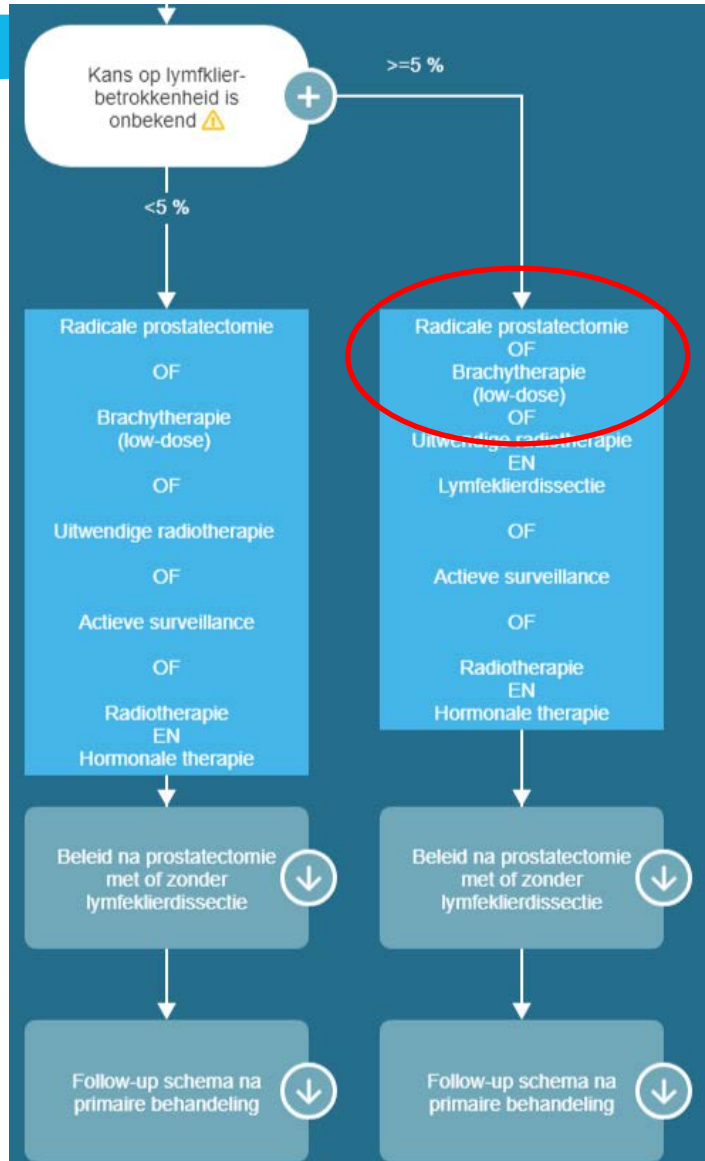 Kans op lymfklier-
betrokkenheid is
onbekend
>=5 %
<5 %
Radicale prostatectomie
OF
Brachytherapie
(low-dose)
OF
Uitwendige radiotherapie
OF
Actieve surveillance
OF
Radiotherapie
EN
Hormonale therapie
Radicale prostatectomie
OF
Brachytherapie
(low-dose)
OF
Uitwendige radiotherapie
EN
Lymfeklierdissectie
OF
Actieve surveillance
OF
Radiotherapie
EN
Hormonale therapie
Beleid na prostatectomie
met of zonder
lymfeklierdissectie
Beleid na prostatectomie
met of zonder
lymfeklierdissectie
Follow-up schema na
primaire behandeling
Follow-up schema na
primaire behandeling